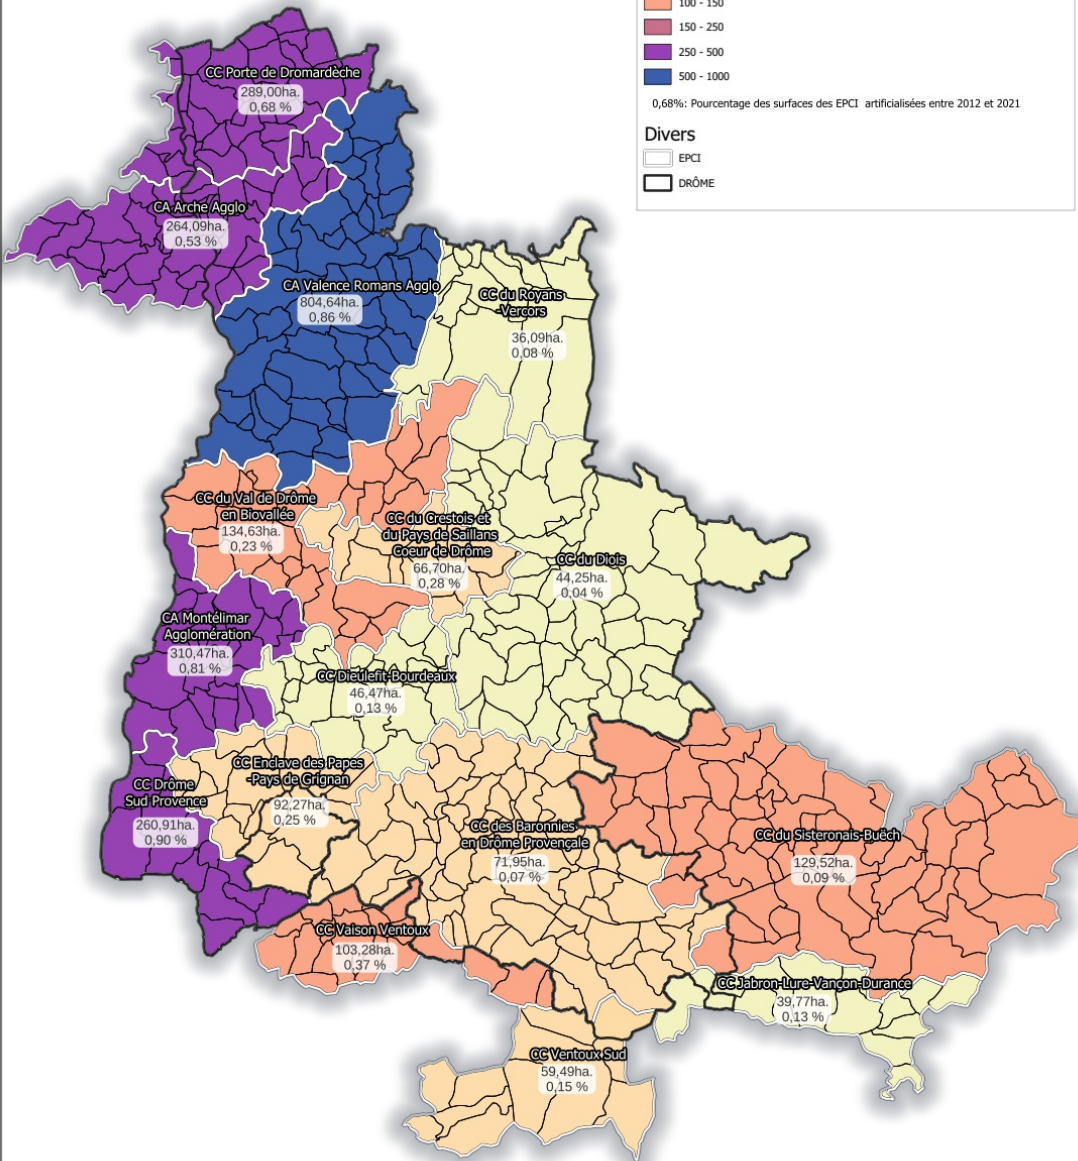 100 - 150
150 - 250
250 - 500
500 - 1000
0,68%: Pourcentage des surfaces des EPCI artificialisées entre 2012 et 2021
Divers
EPCI
DRÔME
CC Porte de Dromardèche
289,00ha.
0,68 %
CA Arche Agglo
264,09ha.
0,53 %
CA Valence Romans Agglo
804,64ha.
0,86 %
CC du Royans
-Vercors
36,09ha.
0,08 %
CC du Val de Drôme
en Biovallée
134,63ha.
0,23 %
CC du Crestois et
du Pays de Saillans
Coeur de Drôme
66,70ha.
0,28 %
CC du Diois
44,25ha.
0,04 %
CA Montélimar
Agglomération
310,47ha.
0,81 %
CC Dieulefit-Bourdeaux
46,47ha.
0,13 %
CC Enclave des Papes
-Pays de Grignan
92,27ha.
0,25 %
CC Drôme
Sud Provence
260,91ha.
0,90 %
CC des Baronnies
en Drôme Provençale
71,95ha.
0,07 %
CC du Sisteronais-Buëch
129,52ha.
0,09 %
CC Vaison Ventoux
103,28ha.
0,37 %
CC Jabron-Lure-Vançon-Durance
39,77ha.
0,13 %
CC Ventoux Sud
59,49ha.
0,15 %